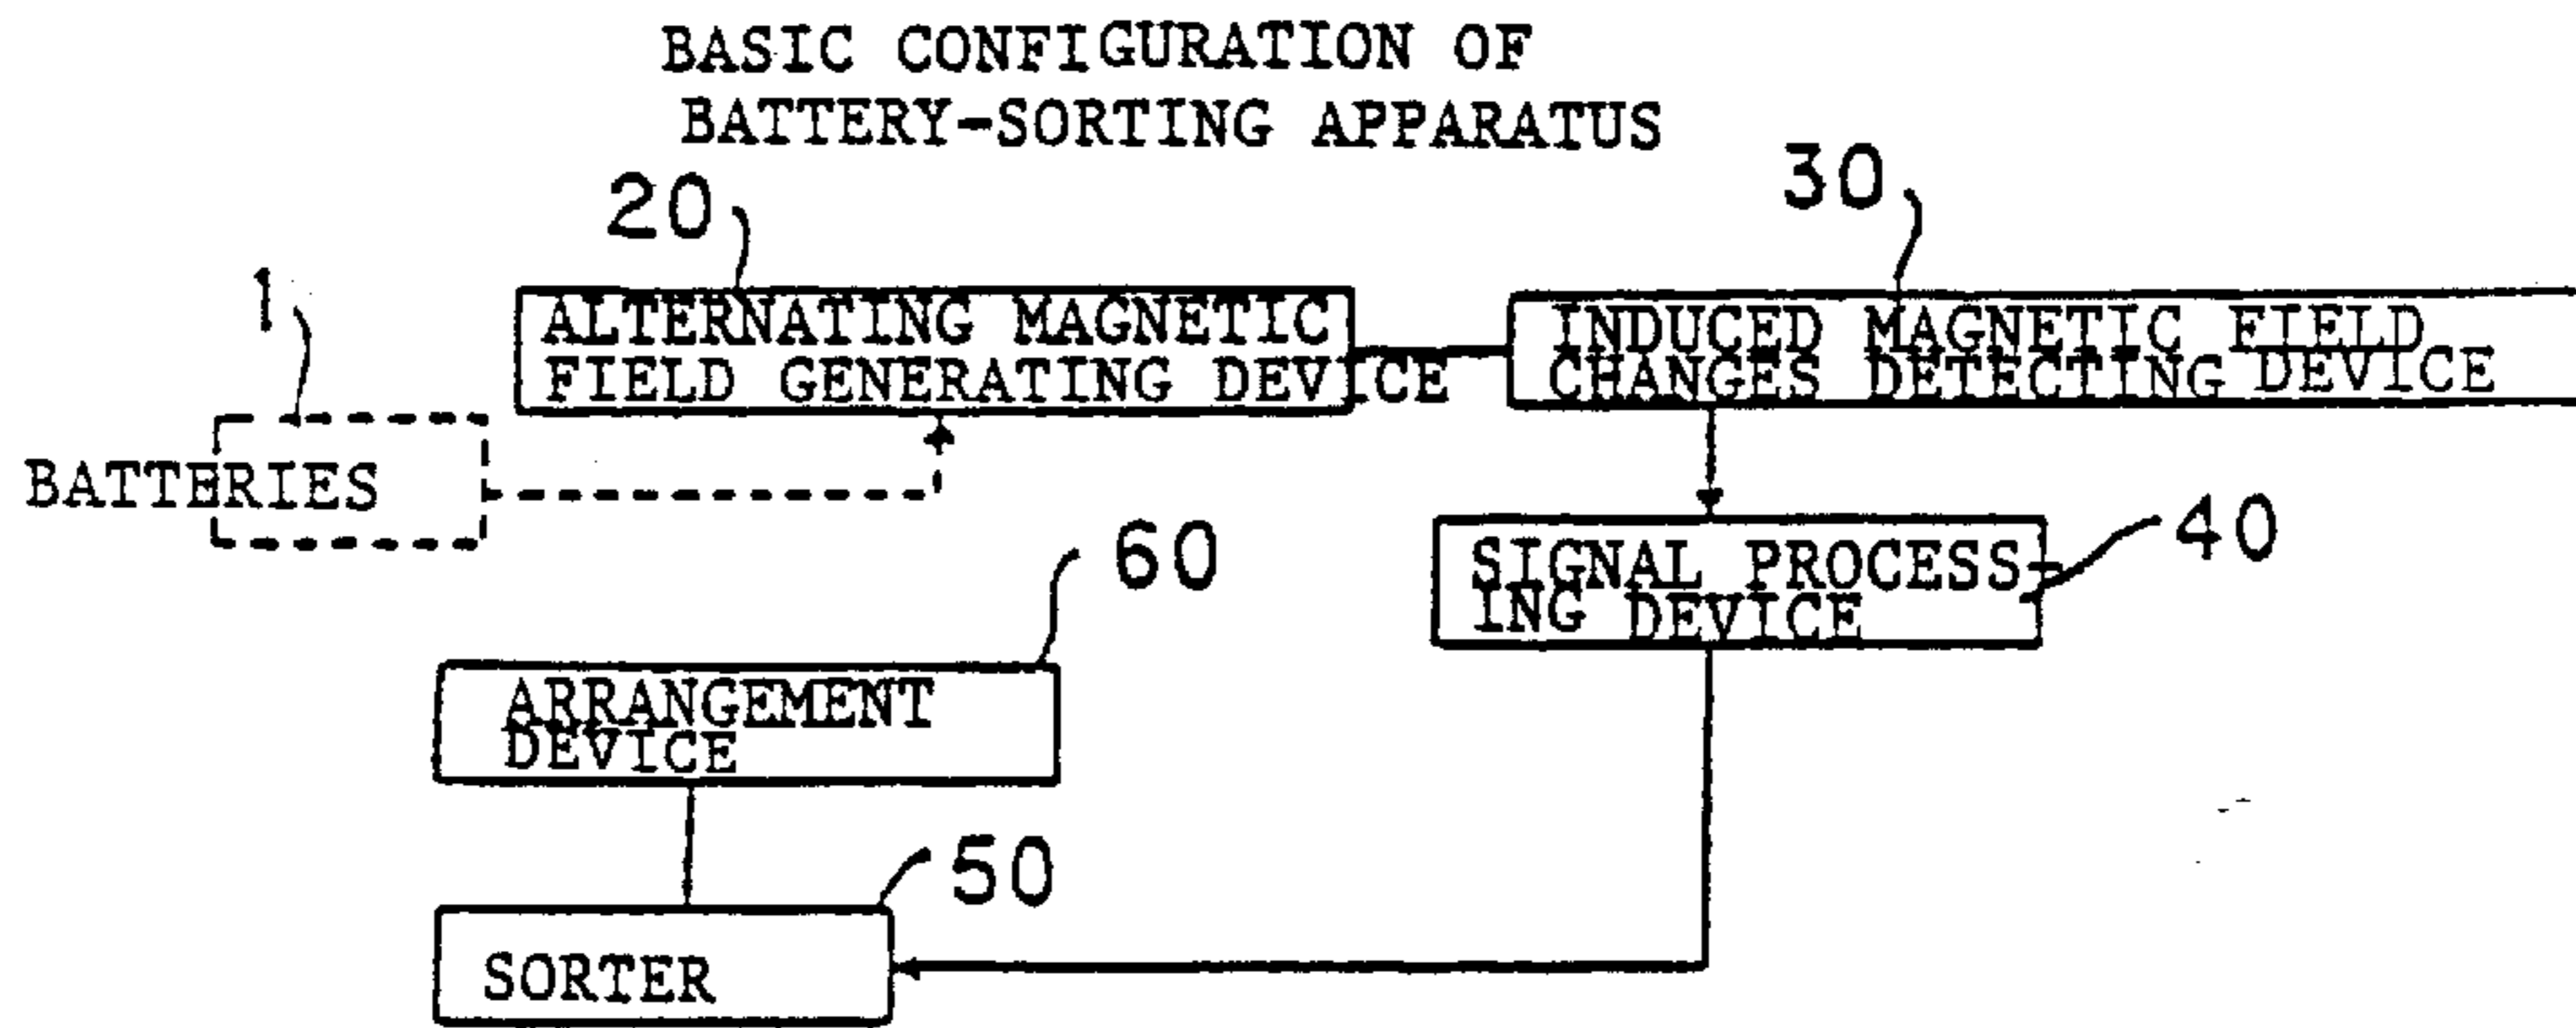 BASIC CONFIGURATION OF
BATTERY-SORTING APPARATUS
20
30
1
ALTERNATING MAGNETIC
FIELD GENERATING DEVICE
INDUCED MAGNETIC FIELD
CHANGES DETECTING DEVICE
BATTERIES
40
SIGNAL PROCESS-
ING DEVICE
60
ARRANGEMENT
DEVICE
50
SORTER